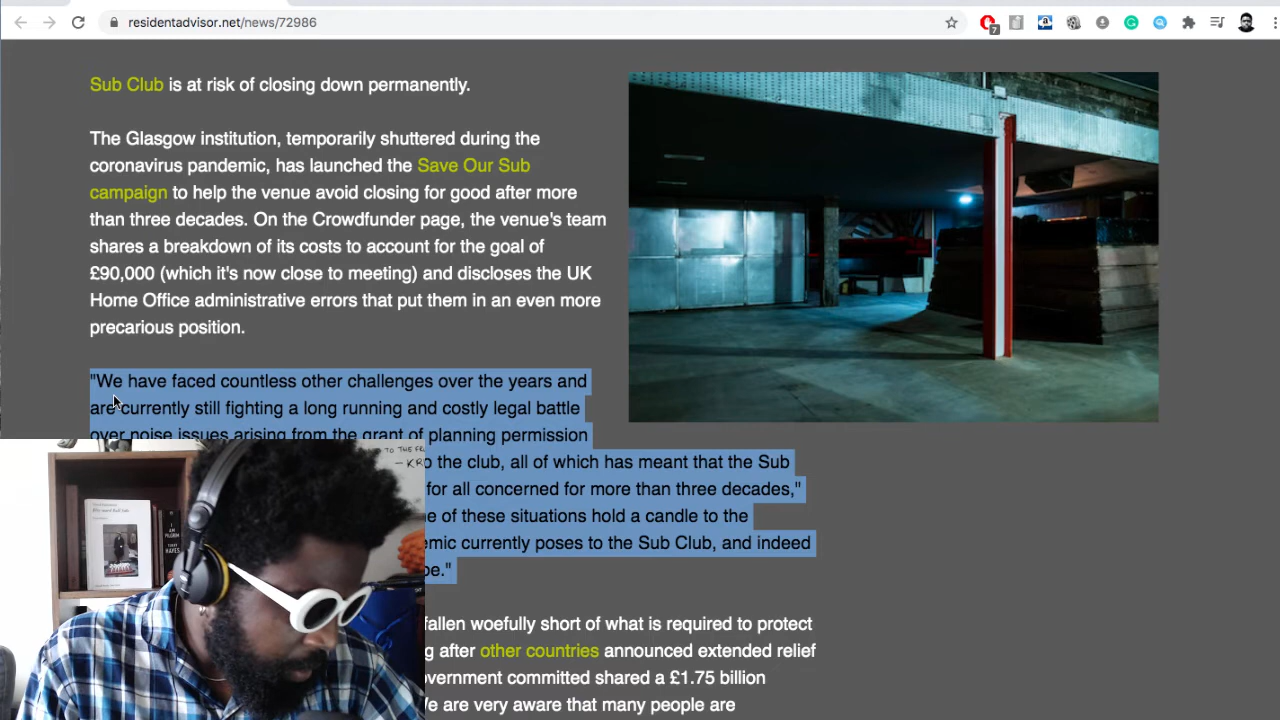 residentadvisor.net/news/72986
7
Sub Club is at risk of closing down permanently.
The Glasgow institution, temporarily shuttered during the
coronavirus pandemic, has launched the Save Our Sub
campaign to help the venue avoid closing for good after more
than three decades. On the Crowdfunder page, the venue's team
shares a breakdown of its costs to account for the goal of
£90,000 (which it's now close to meeting) and discloses the UK
Home Office administrative errors that put them in an even more
precarious position.
"We have faced countless other challenges over the years and
are currently still fighting a long running and costly legal battle
over noise issues arising from the grant of planning permission
the club, all of which has meant that the Sub
for all concerned for more than three decades,"
of these situations hold a candle to the
currently poses to the Sub Club, and indeed
fallen woefully short of what is required to protect
after other countries announced extended relief
committed shared a £1.75 billion
are very aware that many people are
TO THE
I AM
PILGRIM
TERRY
HAYES